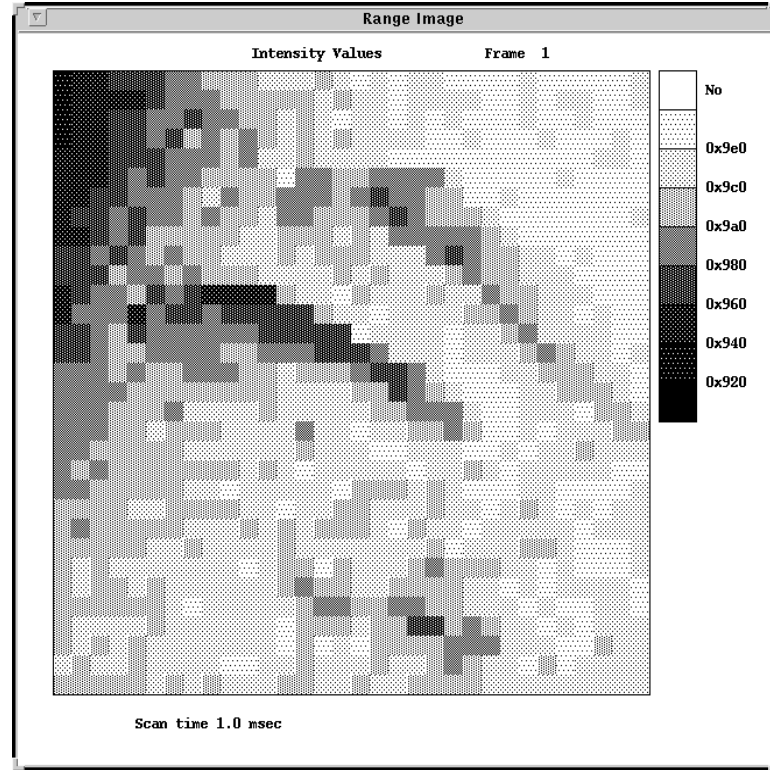 Range Image
Intensity Values Frame 1
No
0x9e0
0x9c0
0x9a0
0x980
0x960
0x940
0x920
Scan time 1.0 msec